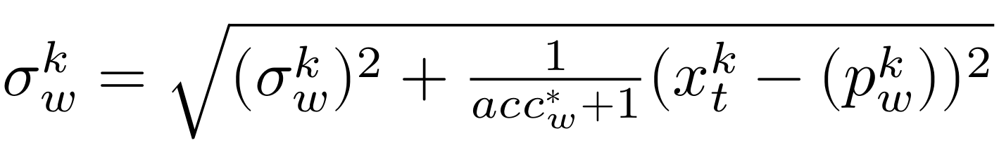 σ_w^k = √((σ_w^k)^2 + 1/(acc_w^*+1) (x_t^k − (p_w^k))^2)